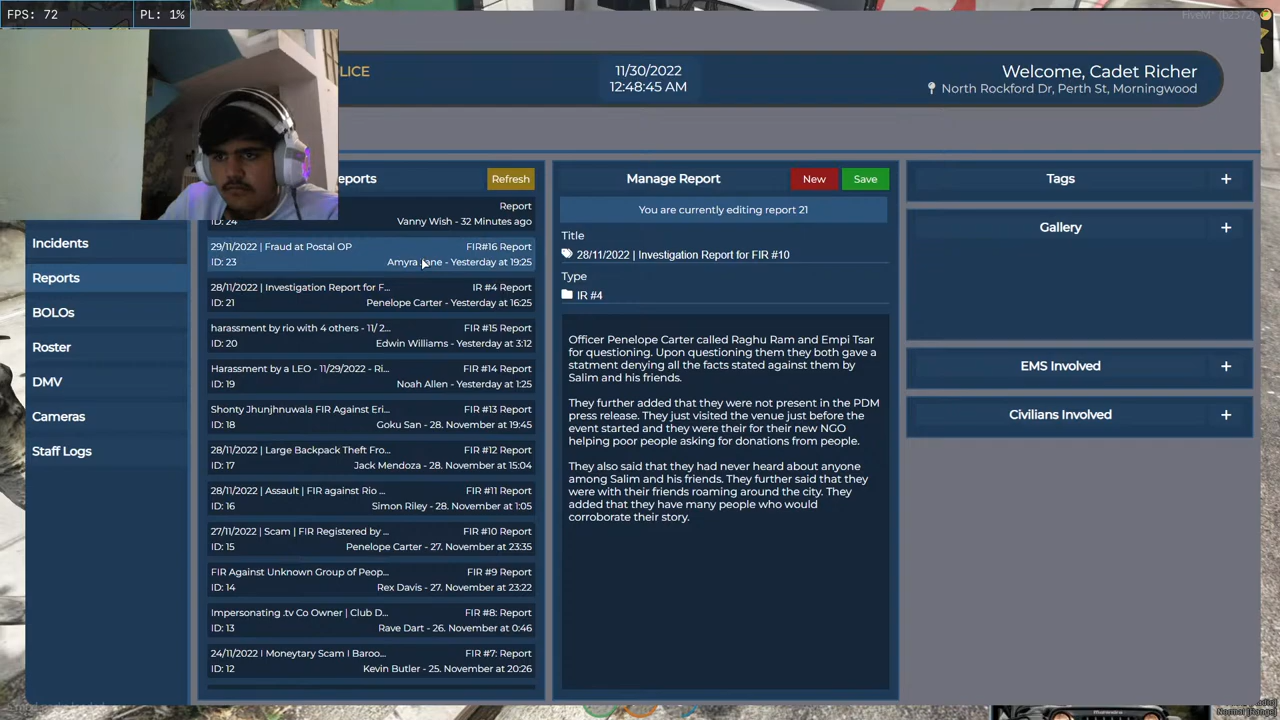 FPS: 72
PL: 1%
FiveM® (b2372)
LICE
11/30/2022
12:48:45 AM
Welcome, Cadet Richer
North Rockford Dr, Perth St, Morningwood
Incidents
Reports
BOLOs
Roster
DMV
Cameras
Staff Logs
eports
Refresh
Report
ID: 24
Vanny Wish - 32 Minutes ago
29/11/2022 | Fraud at Postal OP
FIR#16 Report
ID: 23
Amyra Jane - Yesterday at 19:25
28/11/2022 | Investigation Report for F...
IR #4 Report
ID: 21
Penelope Carter - Yesterday at 16:25
harassment by rio with 4 others - 11/ 2...
FIR #15 Report
ID: 20
Edwin Williams - Yesterday at 3:12
Harassment by a LEO - 11/29/2022 - Ri...
FIR #14 Report
ID: 19
Noah Allen - Yesterday at 1:25
Shonty Jhunjhnuwala FIR Against Eri...
FIR #13 Report
ID: 18
Goku San - 28. November at 19:45
28/11/2022 | Large Backpack Theft Fro...
FIR #12 Report
ID: 17
Jack Mendoza - 28. November at 15:04
28/11/2022 | Assault | FIR against Rio ...
FIR #11 Report
ID: 16
Simon Riley - 28. November at 1:05
27/11/2022 | Scam | FIR Registered by ...
FIR #10 Report
ID: 15
Penelope Carter - 27. November at 23:35
FIR Against Unknown Group of Peop...
FIR #9 Report
ID: 14
Rex Davis - 27. November at 23:22
Impersonating .tv Co Owner | Club D...
FIR #8: Report
ID: 13
Rave Dart - 26. November at 0:46
24/11/2022 I Moneytary Scam I Baroo...
FIR #7: Report
ID: 12
Kevin Butler - 25. November at 20:26
Manage Report
New
Save
You are currently editing report 21
Title
28/11/2022 | Investigation Report for FIR #10
Type
IR #4
Officer Penelope Carter called Raghu Ram and Empi Tsar
for questioning. Upon questioning them they both gave a
statment denying all the facts stated against them by
Salim and his friends.
They further added that they were not present in the PDM
press release. They just visited the venue just before the
event started and they were their for their new NGO
helping poor people asking for donations from people.
They also said that they had never heard about anyone
among Salim and his friends. They further said that they
were with their friends roaming around the city. They
added that they have many people who would
corroborate their story.
Tags
+
Gallery
+
EMS Involved
+
Civilians Involved
+